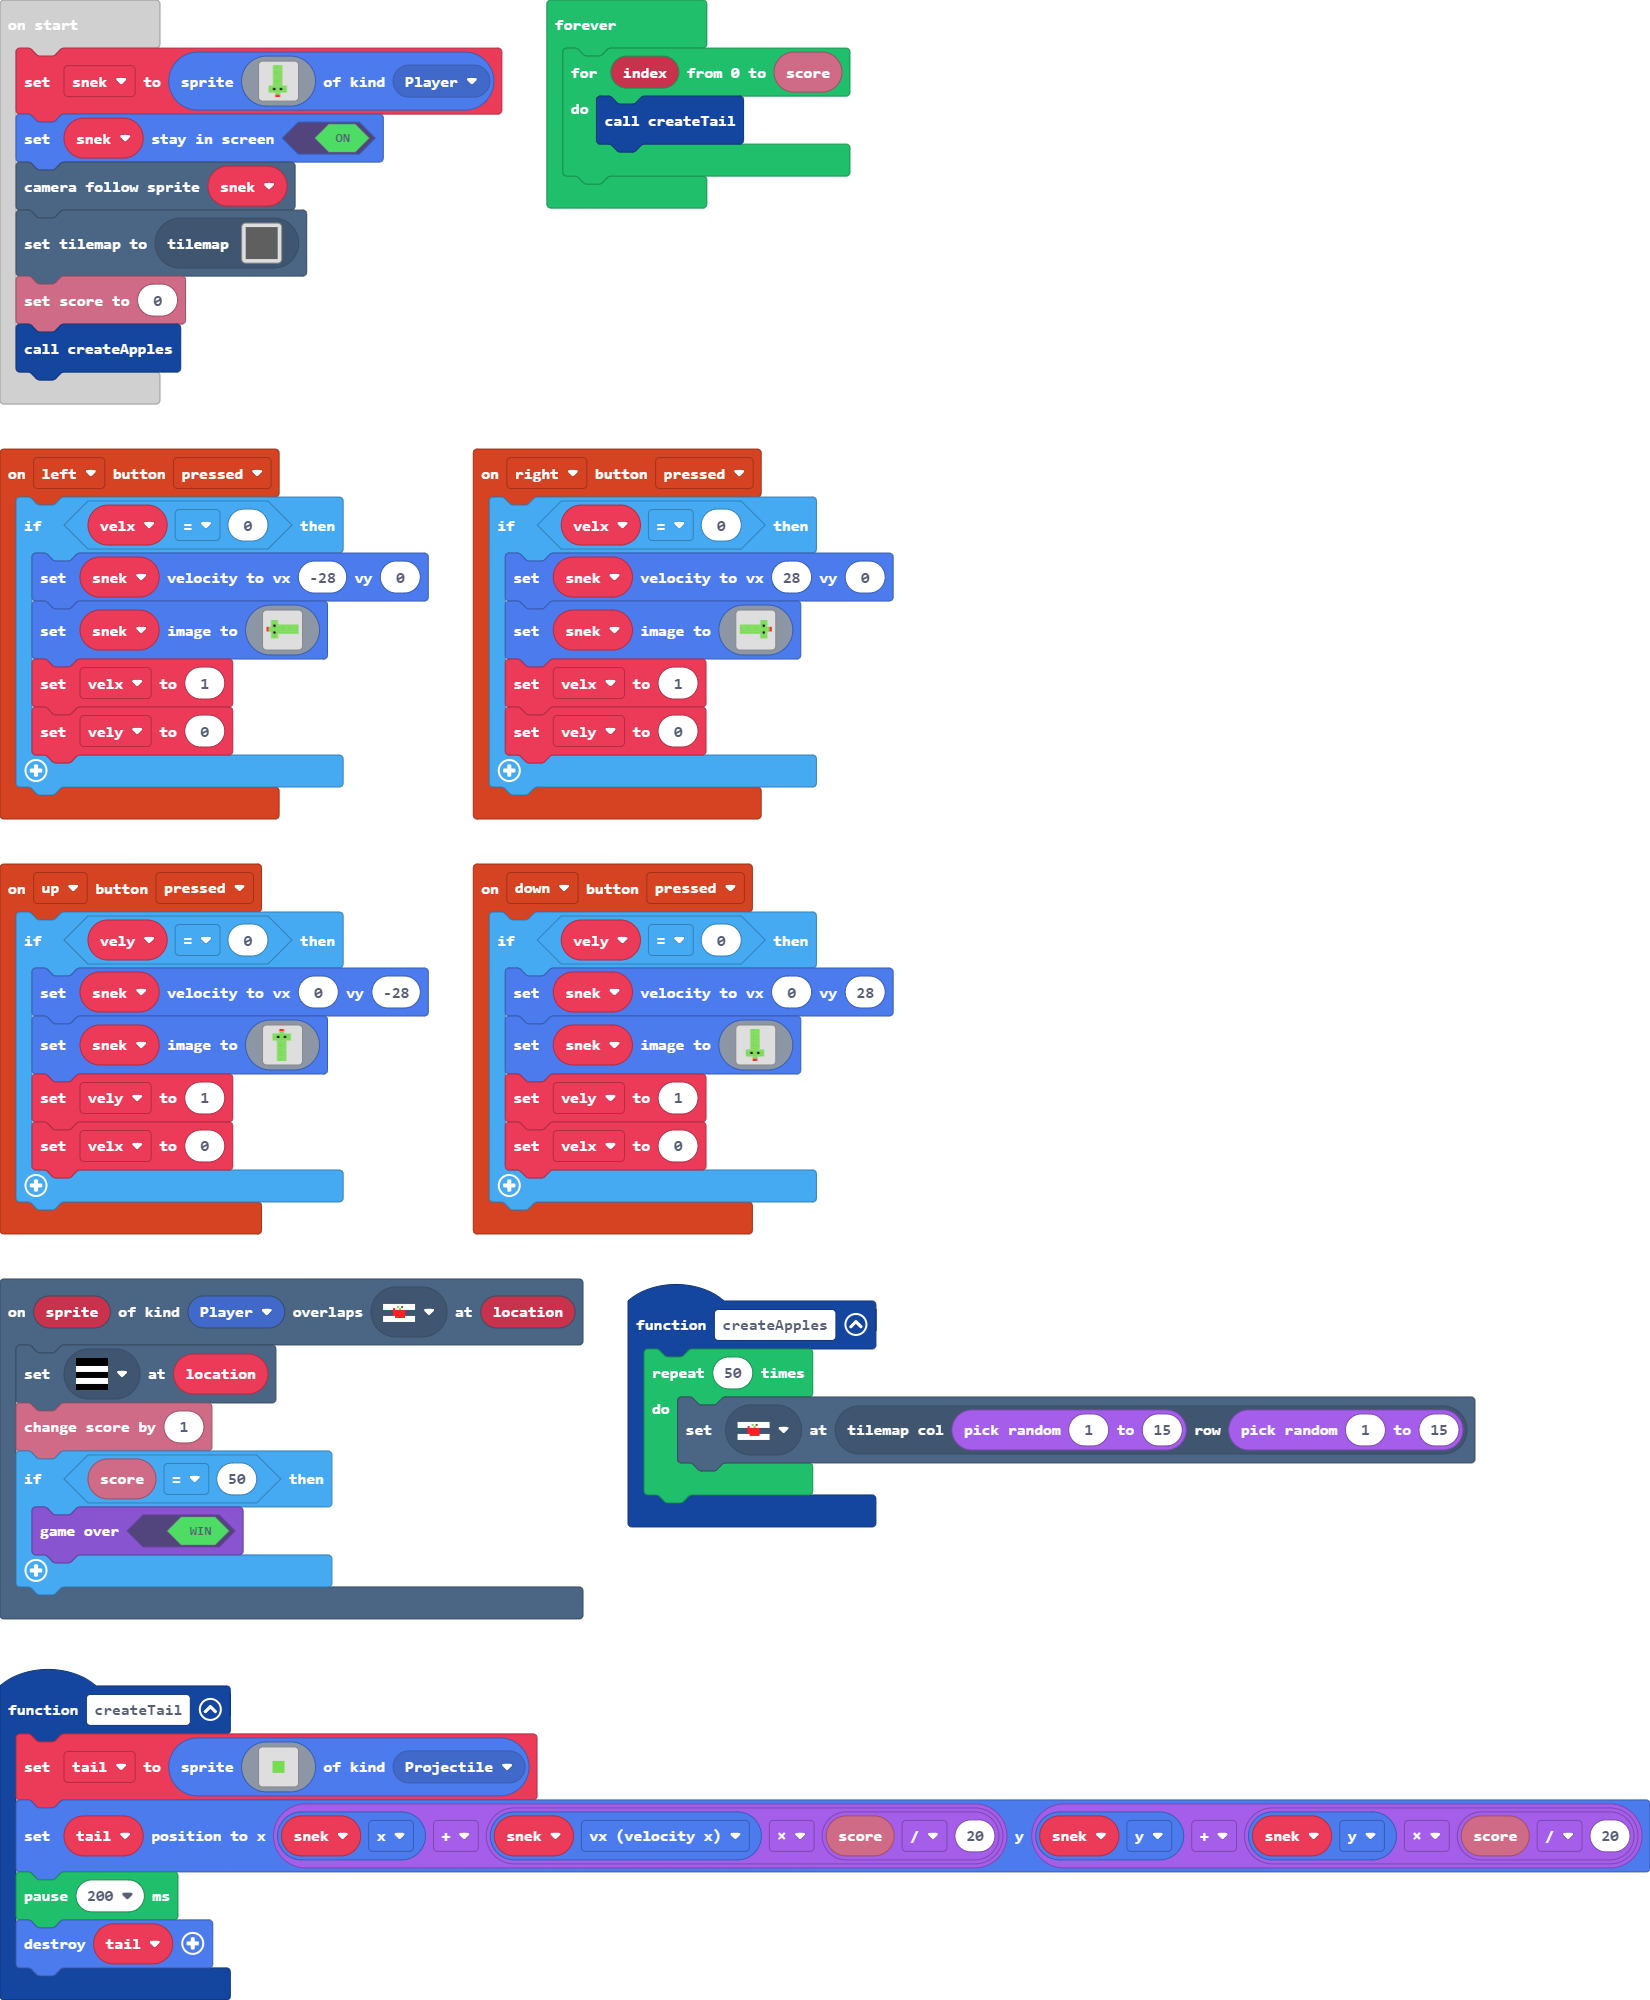 on start
set snek to sprite of kind Player
set snek stay in screen ON
camera follow sprite snek
set tilemap to tilemap
set score to 0
call createApples
forever
for index from 0 to score
do call createTail
on left button pressed
if velx = 0 then
set snek velocity to vx -28 vy 0
set snek image to
set velx to 1
set vely to 0
on right button pressed
if velx = 0 then
set snek velocity to vx 28 vy 0
set snek image to
set velx to 1
set vely to 0
on up button pressed
if vely = 0 then
set snek velocity to vx 0 vy -28
set snek image to
set vely to 1
set velx to 0
on down button pressed
if vely = 0 then
set snek velocity to vx 0 vy 28
set snek image to
set vely to 1
set velx to 0
on sprite of kind Player overlaps at location
set at location
change score by 1
if score = 50 then
game over WIN
function createApples
repeat 50 times
do set at tilemap col pick random 1 to 15 row pick random 1 to 15
function createTail
set tail to sprite of kind Projectile
set tail position to x snek x + snek vx (velocity x) × score / 20 y snek y + snek y × score / 20
pause 200 ms
destroy tail